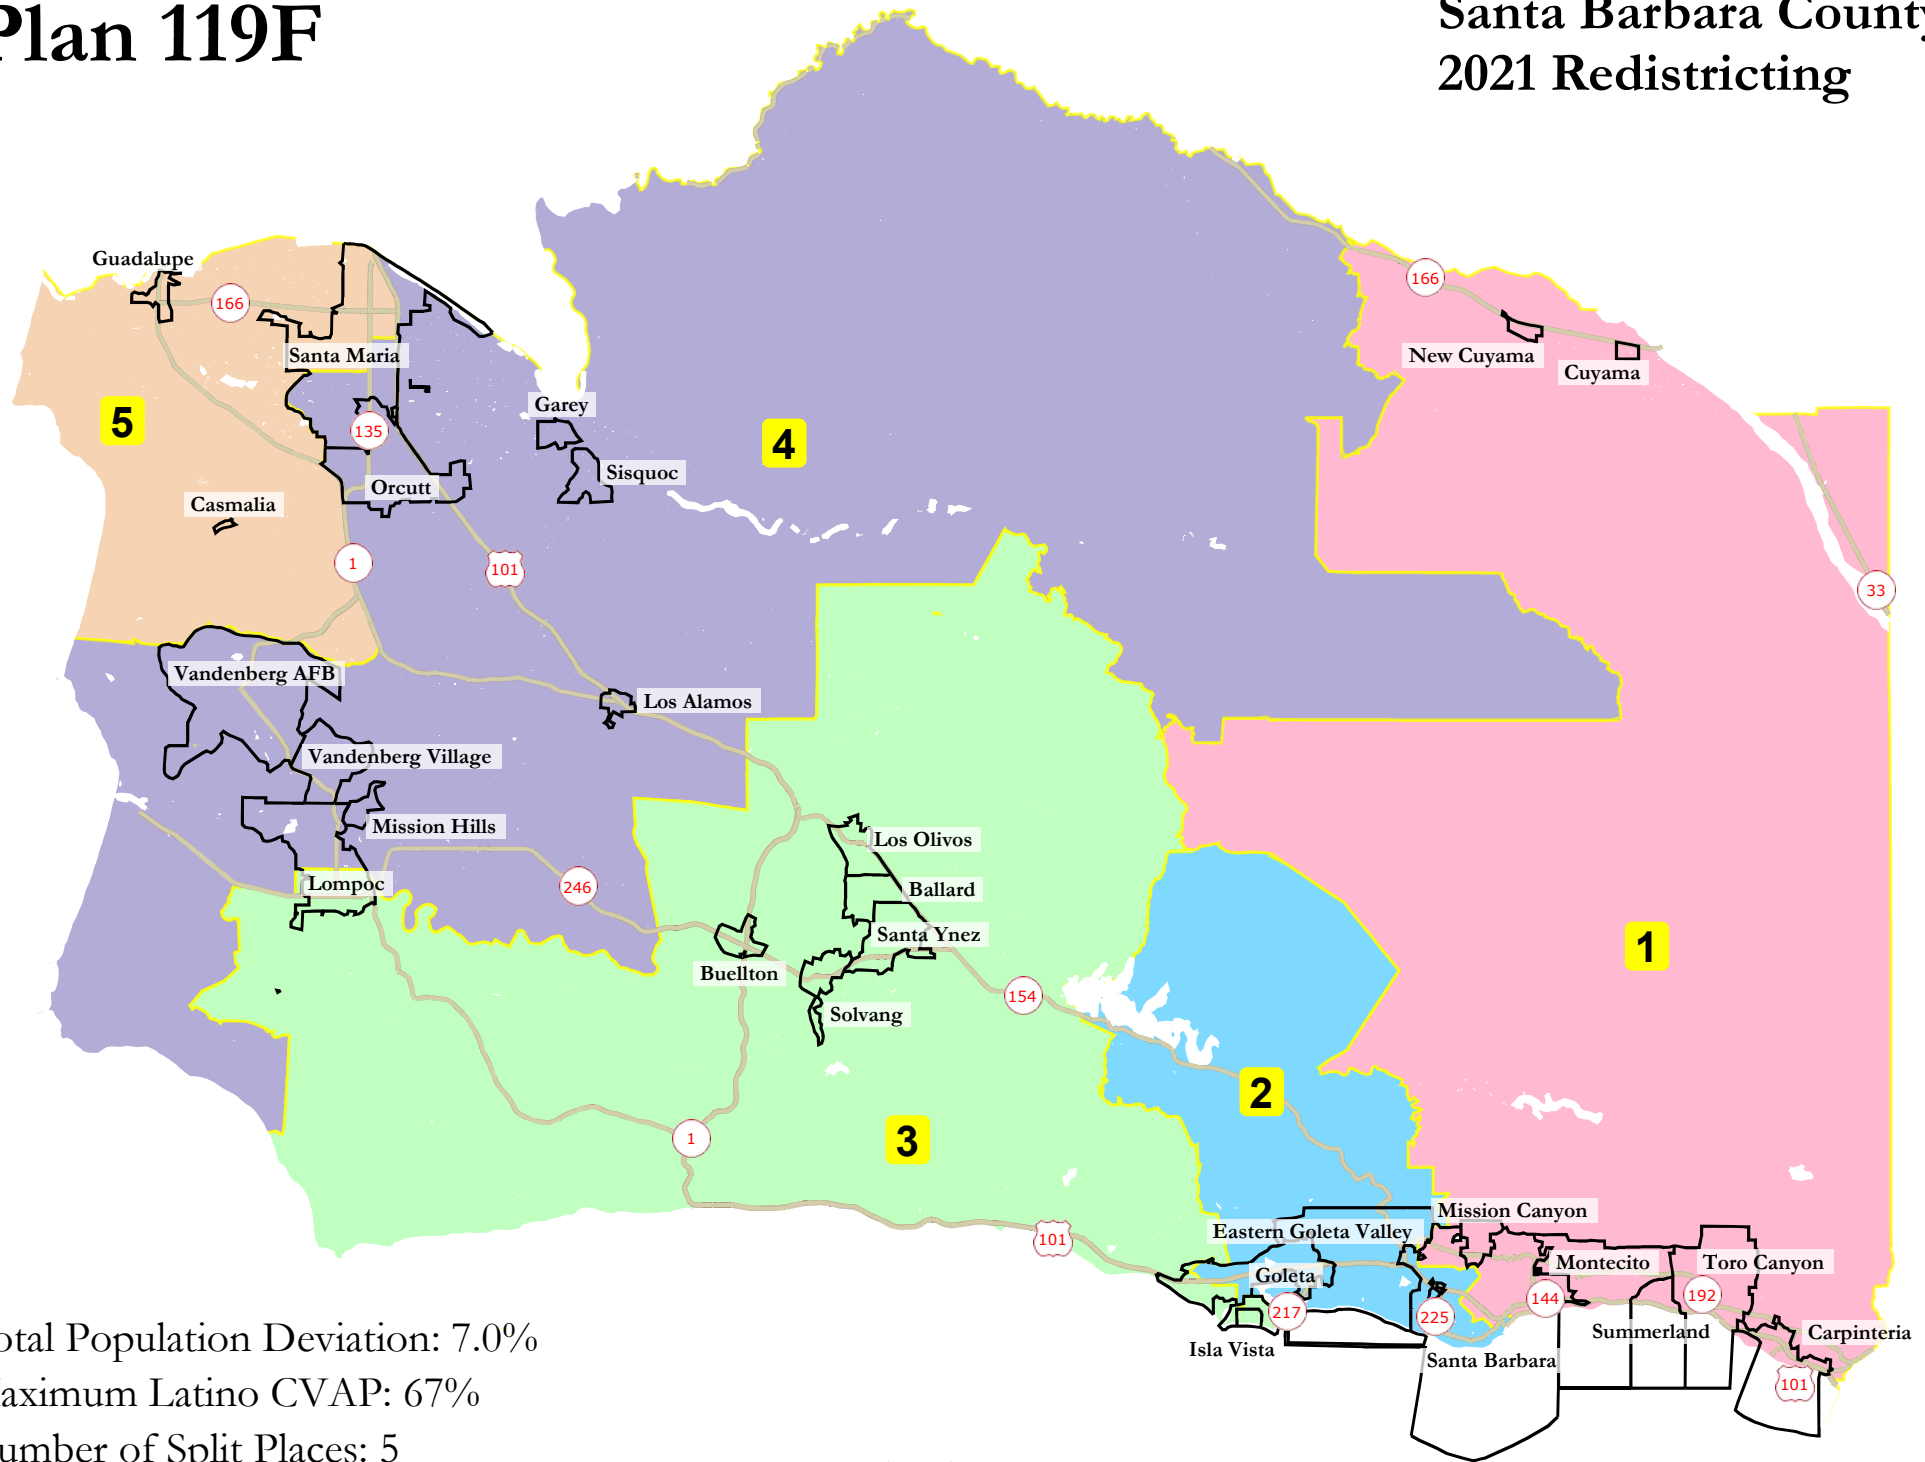 Plan 119F
Santa Barbara County
2021 Redistricting
Guadalupe
166
166
Santa Maria
New Cuyama
Cuyama
5
Garey
135
4
Sisquoc
Orcutt
Casmalia
1
101
33
Vandenberg AFB
Los Alamos
Vandenberg Village
Mission Hills
Los Olivos
Lompoc
246
Ballard
Santa Ynez
1
Buellton
154
Solvang
2
3
1
Mission Canyon
Eastern Goleta Valley
101
Montecito
Toro Canyon
Goleta
217
225
144
192
Summerland
Carpinteria
Isla Vista
Santa Barbara
101
otal Population Deviation: 7.0%
aximum Latino CVAP: 67%
umber of Split Places: 5